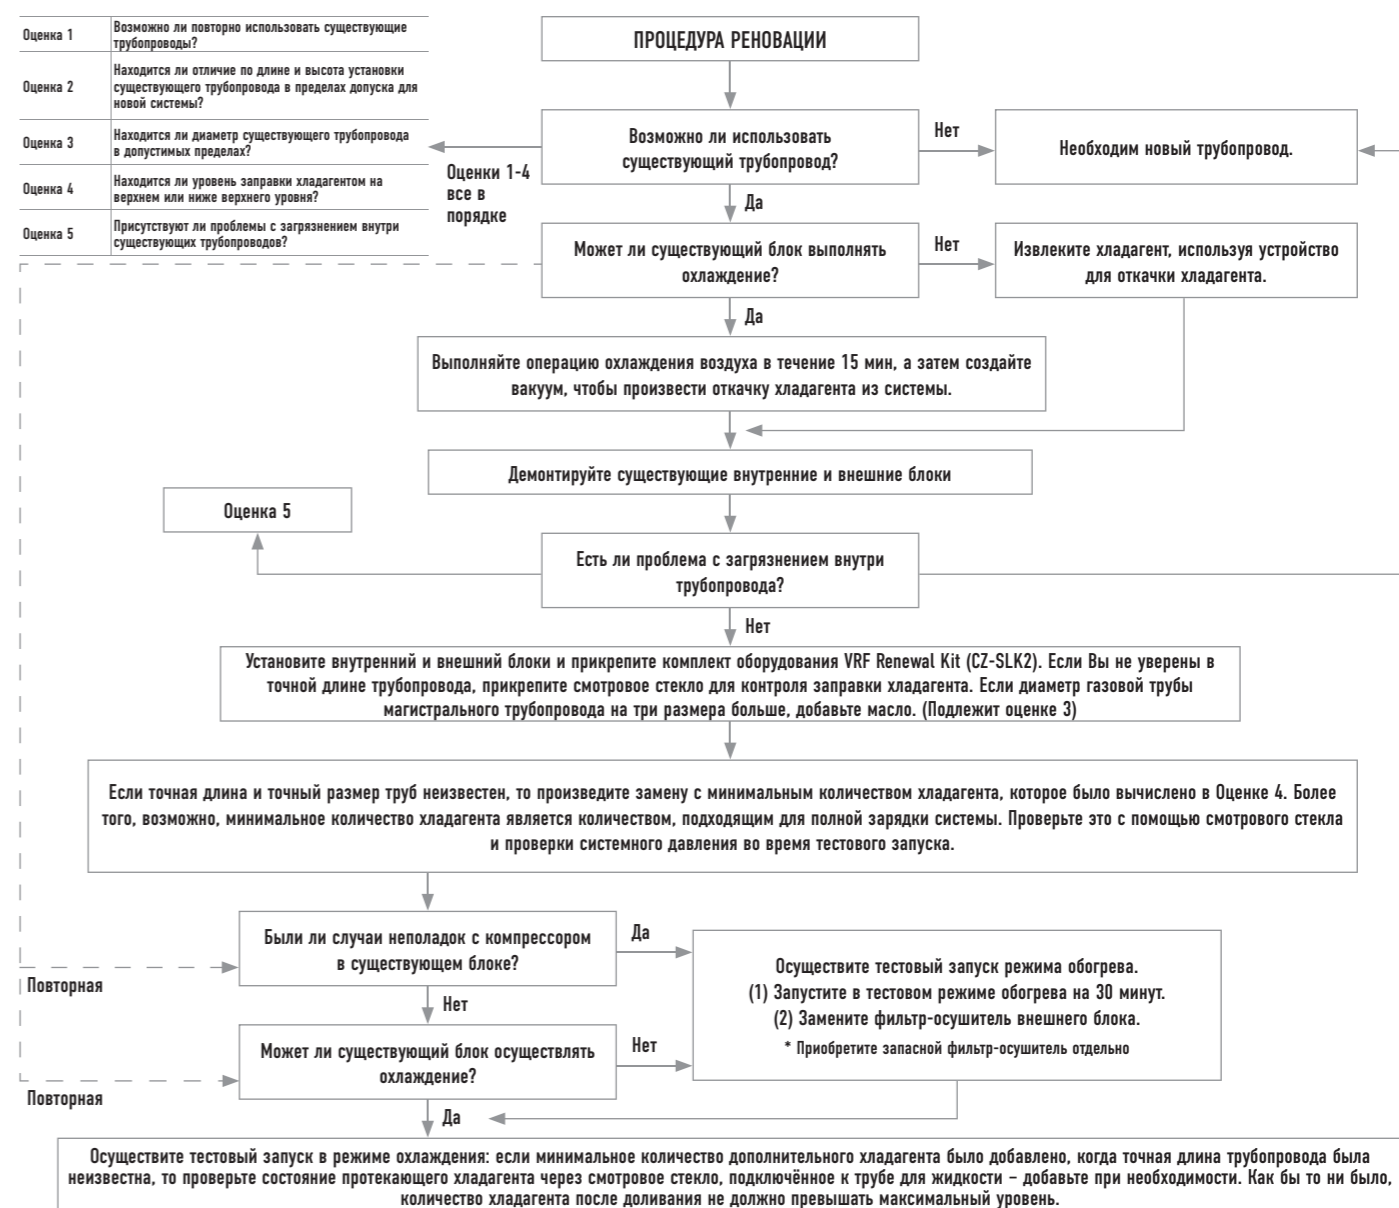 Оценка 1
Возможно ли повторно использовать существующие
трубопроводы?
Оценка 2
Находится ли отличие по длине и высота установки
существующего трубопровода в пределах допуска для
новой системы?
Оценка 3
Находится ли диаметр существующего трубопровода
в допустимых пределах?
Оценка 4
Находится ли уровень заправки хладагентом на
верхнем или ниже верхнего уровня?
Оценка 5
Присутствуют ли проблемы с загрязнением внутри
существующих трубопроводов?
ПРОЦЕДУРА РЕНОВАЦИИ
Возможно ли использовать
существующий трубопровод?
Нет
Необходим новый трубопровод.
Оценки 1-4
все в
порядке
Да
Может ли существующий блок выполнять
охлаждение?
Нет
Извлеките хладагент, используя устройство
для откачки хладагента.
Да
Выполняйте операцию охлаждения воздуха в течение 15 мин, а затем создайте
вакуум, чтобы произвести откачку хладагента из системы.
Демонтируйте существующие внутренние и внешние блоки
Оценка 5
Есть ли проблема с загрязнением внутри
трубопровода?
Нет
Установите внутренний и внешний блоки и прикрепите комплект оборудования VRF Renewal Kit (CZ-SLK2). Если Вы не уверены в
точной длине трубопровода, прикрепите смотровое стекло для контроля заправки хладагента. Если диаметр газовой трубы
магистрального трубопровода на три размера больше, добавьте масло. (Подлежит оценке 3)
Если точная длина и точный размер труб неизвестен, то произведите замену с минимальным количеством хладагента, которое было вычислено в Оценке 4. Более
того, возможно, минимальное количество хладагента является количеством, подходящим для полной зарядки системы. Проверьте это с помощью смотрового стекла
и проверки системного давления во время тестового запуска.
Были ли случаи неполадок с компрессором
в существующем блоке?
Да
Осуществите тестовый запуск режима обогрева.
(1) Запустите в тестовом режиме обогрева на 30 минут.
(2) Замените фильтр-осушитель внешнего блока.
* Приобретите запасной фильтр-осушитель отдельно
Повторная
Нет
Может ли существующий блок осуществлять
охлаждение?
Нет
Повторная
Да
Осуществите тестовый запуск в режиме охлаждения: если минимальное количество дополнительного хладагента было добавлено, когда точная длина трубопровода была
неизвестна, то проверьте состояние протекающего хладагента через смотровое стекло, подключённое к трубе для жидкости – добавьте при необходимости. Как бы то ни было,
количество хладагента после доливания не должно превышать максимальный уровень.